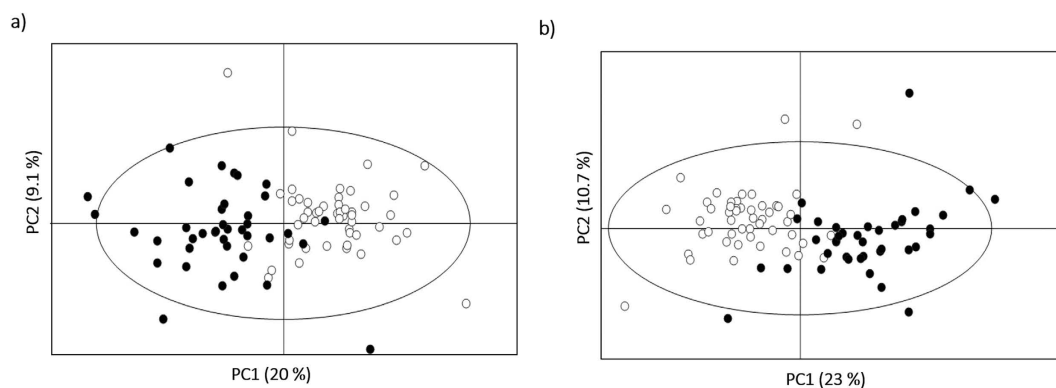 a)
PC2 (9.1 %)
PC1 (20 %)
b)
PC2 (10.7 %)
PC1 (23 %)